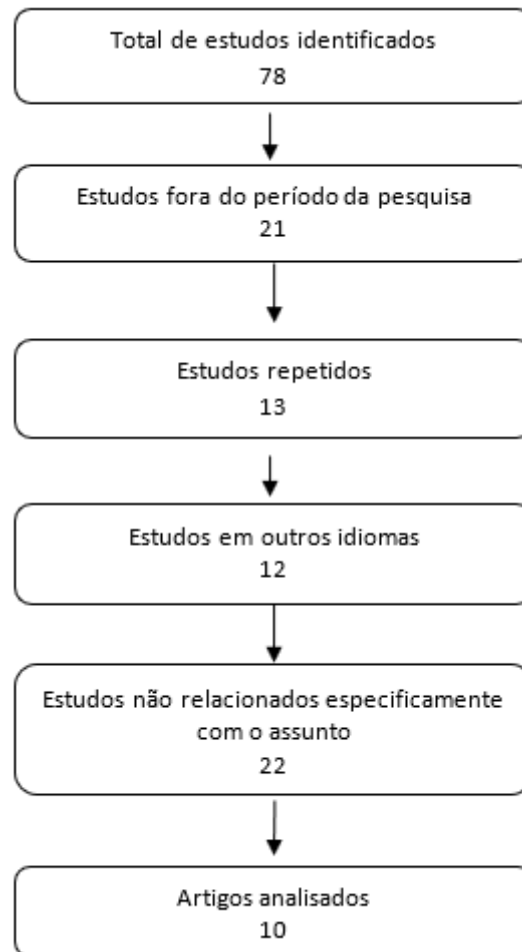 Total de estudos identificados
78
Estudos fora do período da pesquisa
21
Estudos repetidos
13
Estudos em outros idiomas
12
Estudos não relacionados especificamente
com o assunto
22
Artigos analisados
10